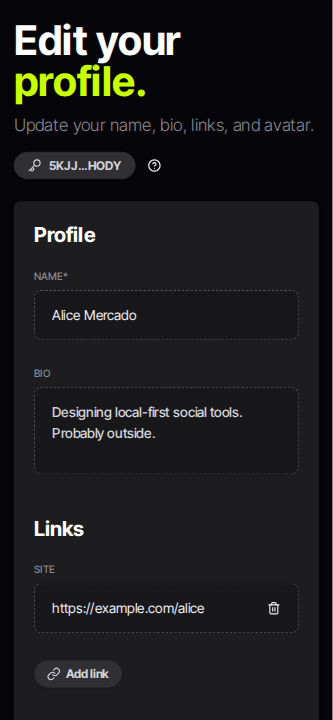 Edit your
profile.
Update your name, bio, links, and avatar.
5KJJ...HODY
Profile
NAME*
Alice Mercado
BIO
Designing local-first social tools.
Probably outside.
Links
SITE
https://example.com/alice
Add link